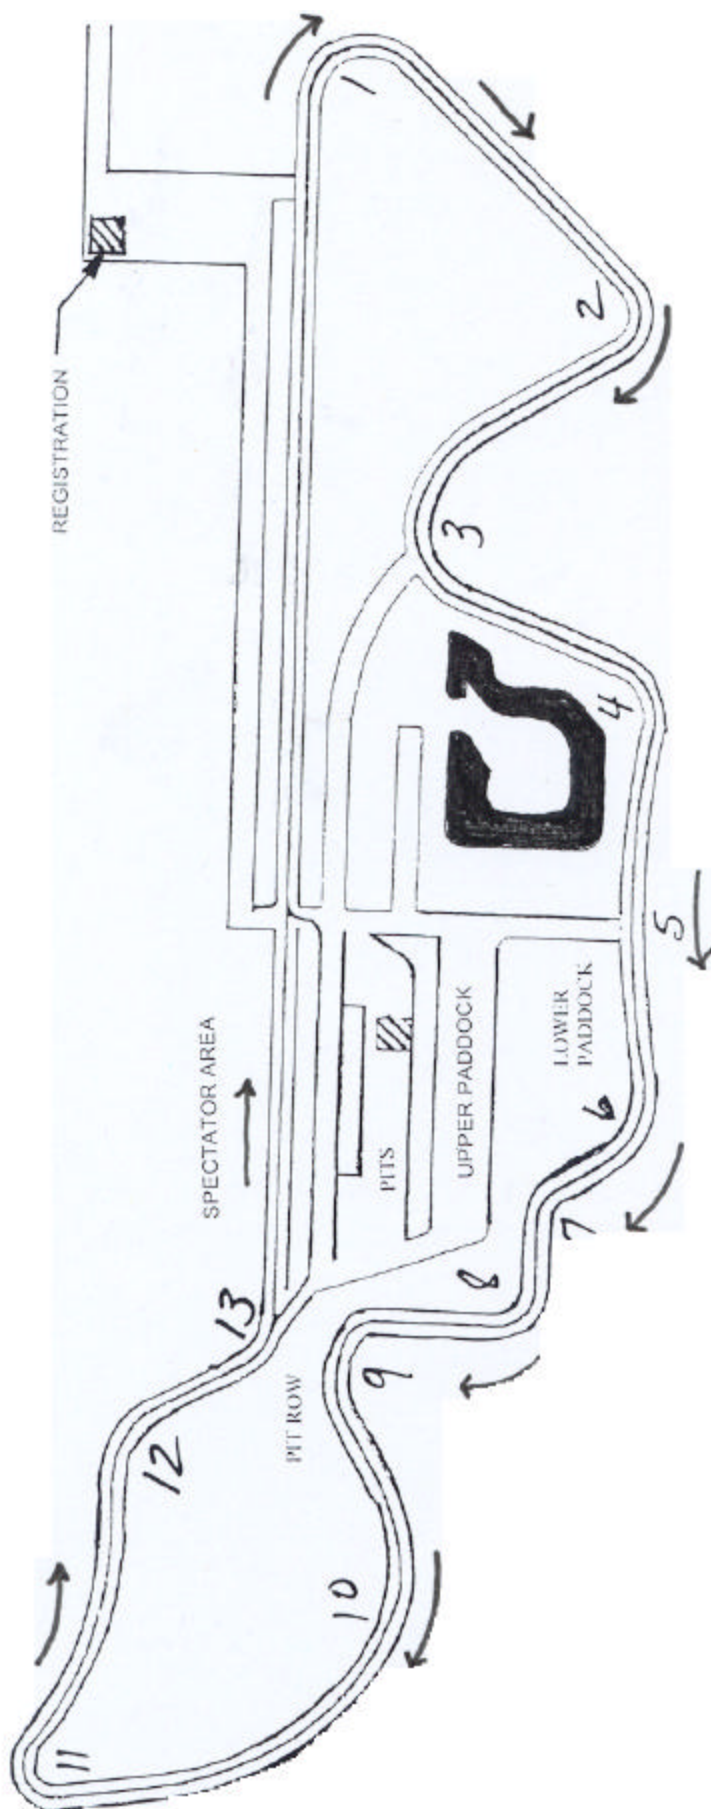 REGISTRATION
1
2
3
4
5
SPECTATOR AREA
LOWER
PADDOCK
UPPER PADDOCK
PITS
6
7
8
13
9
PIT ROW
12
10
11